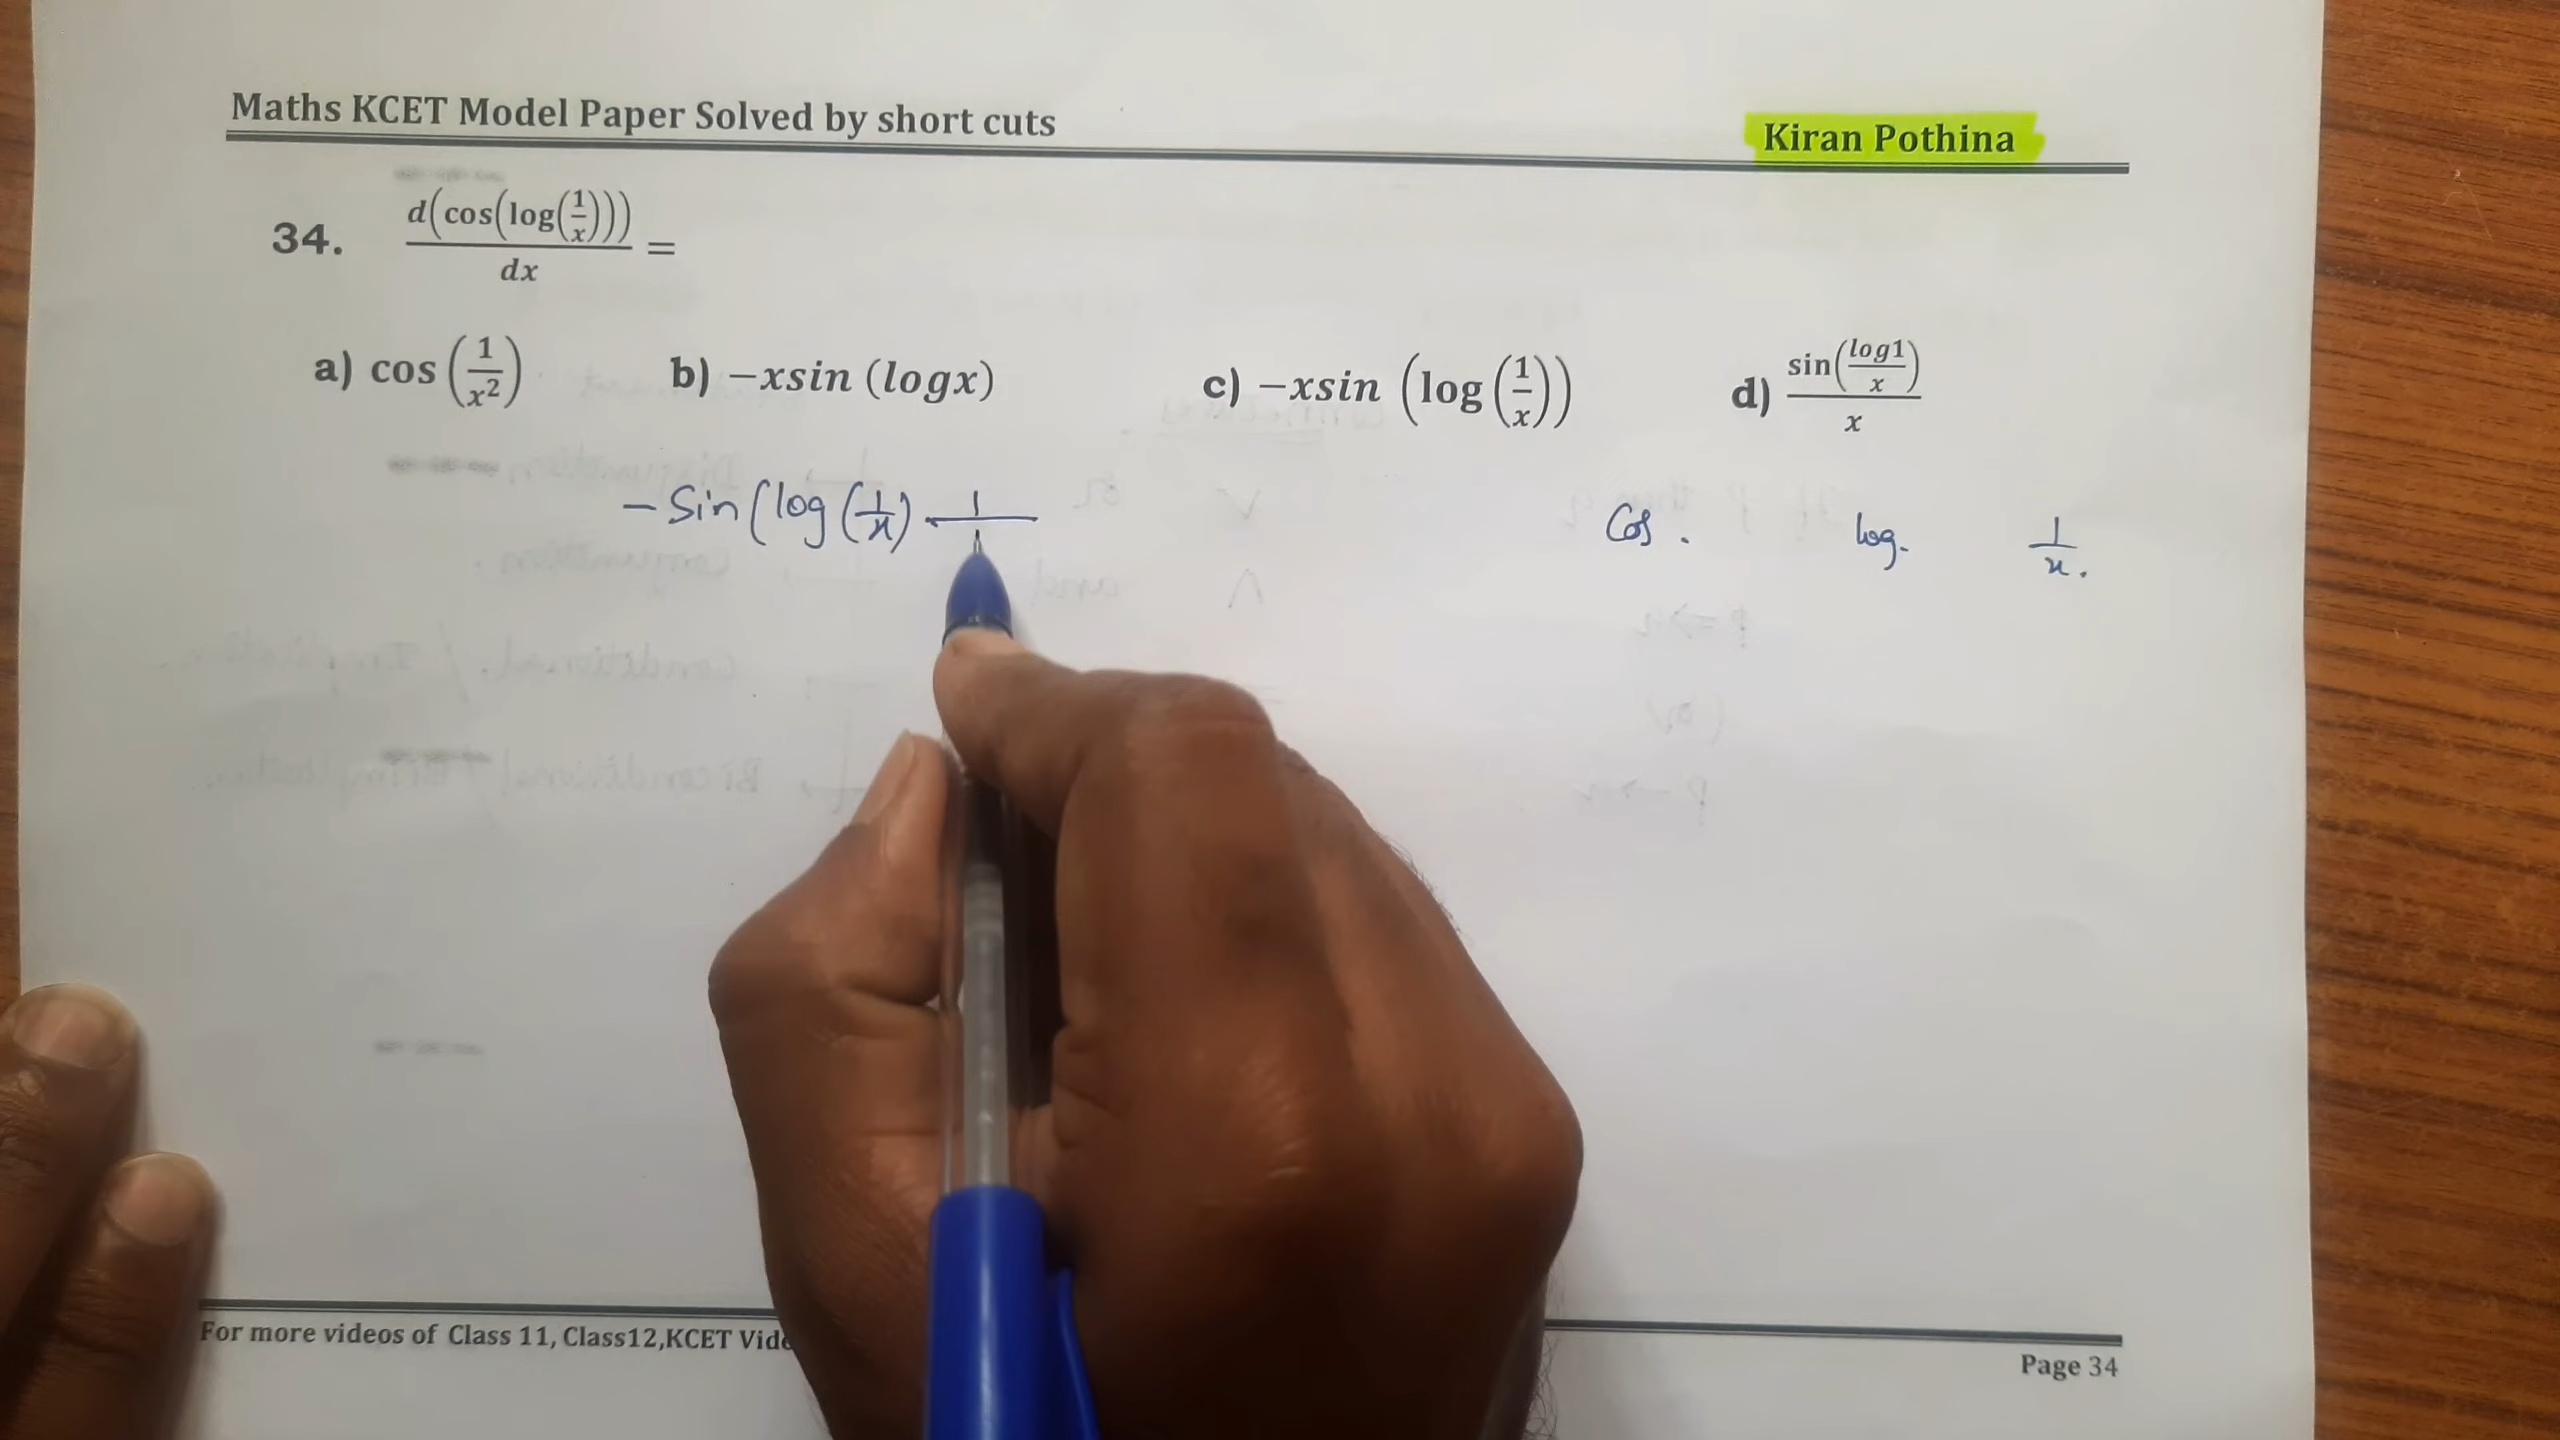 Maths KCET Model Paper Solved by short cuts Kiran Pothina
34. d(cos(log(1/x)))/dx =
a) cos (1/x²) b) −xsin (logx) c) −xsin (log(1/x)) d) sin(log1/x)/x
− Sin (log (1/x) . 1/1 Cos . log. 1/x.
For more videos of Class 11, Class12,KCET
Page 34